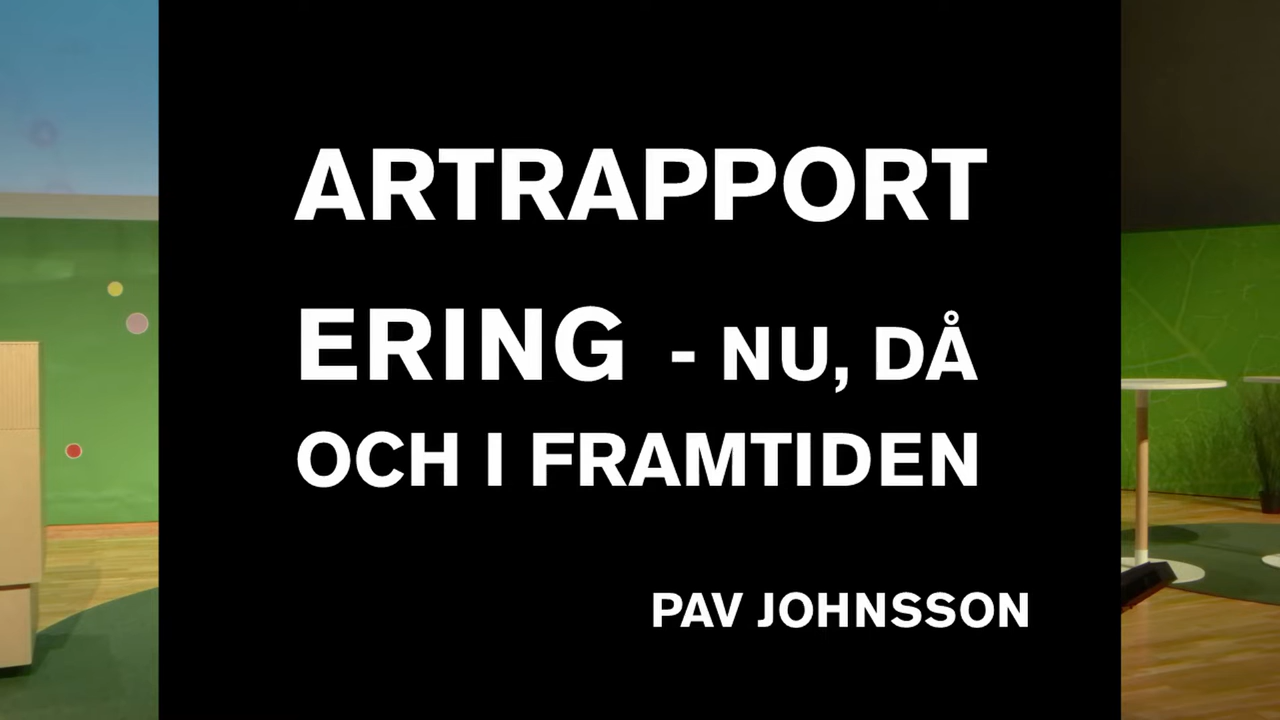 ARTRAPPORT
ERING - NU, DÅ
OCH I FRAMTIDEN
PAV JOHNSSON